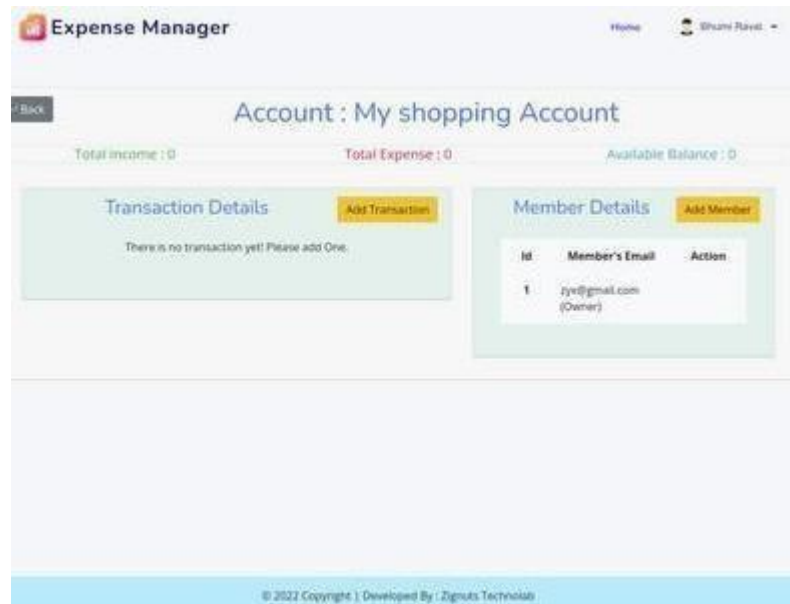 Expense Manager
Home
Bhumi Raval
Back
Account : My shopping Account
Total Income : 0
Total Expense : 0
Available Balance : 0
Transaction Details
Add Transaction
There is no transaction yet! Please add One.
Member Details
Add Member
Id Member's Email Action
1 zyx@gmail.com
(Owner)
© 2022 Copyright | Developed By : Zignuts Technolab